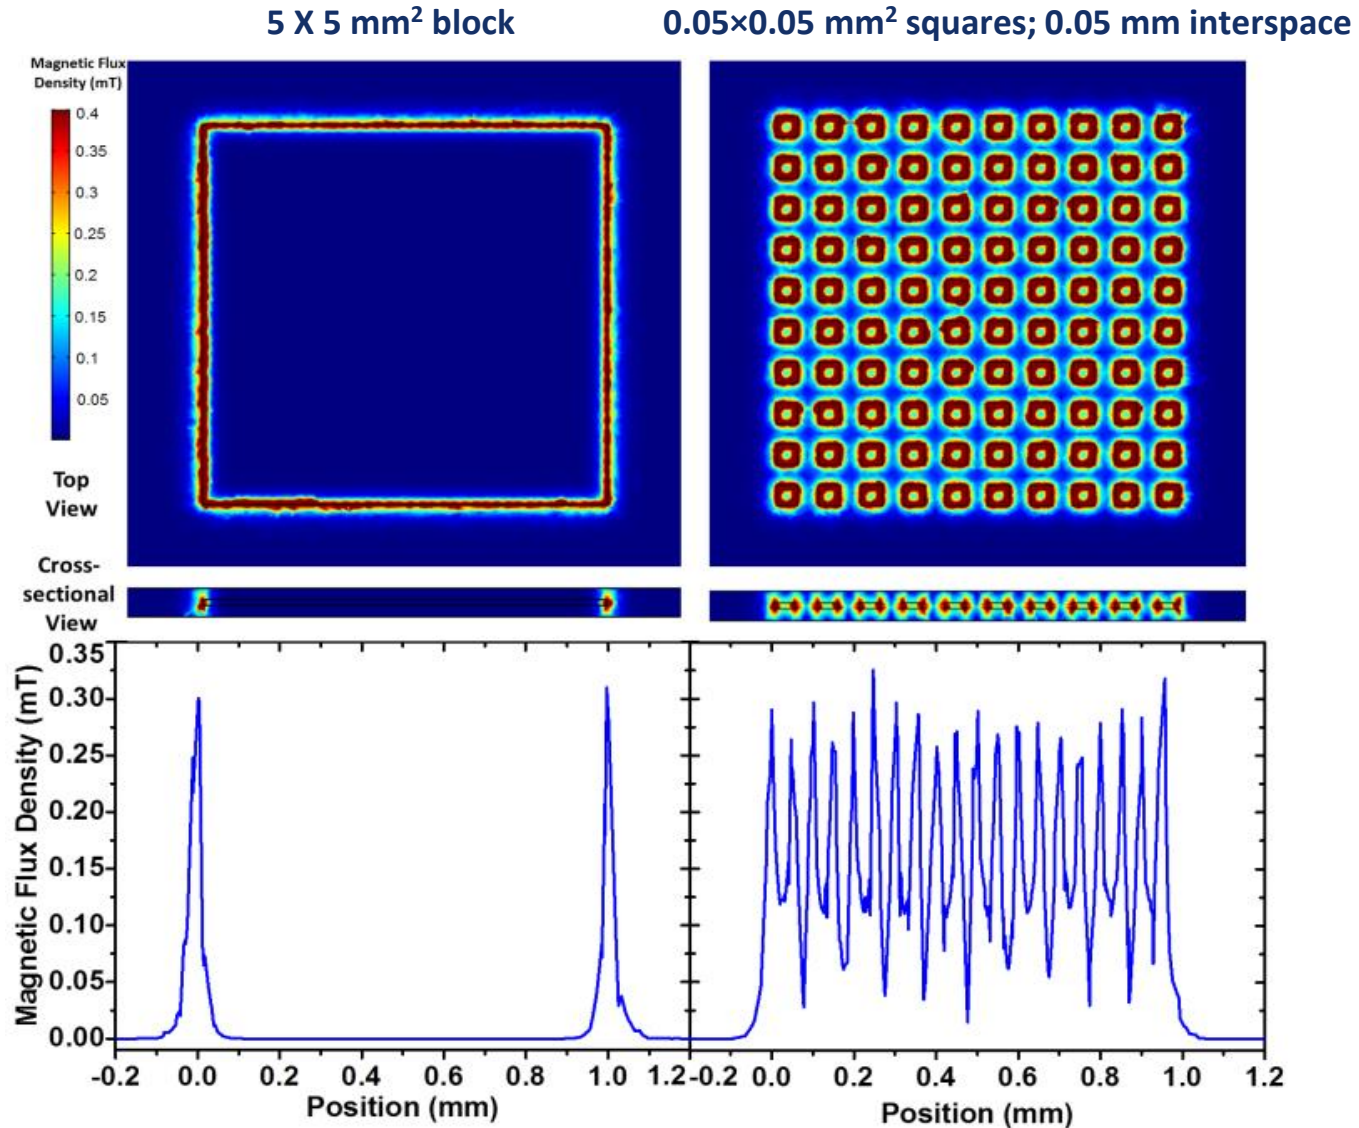 5 X 5 mm² block
0.05×0.05 mm² squares; 0.05 mm interspace
Magnetic Flux
Density (mT)
0.4
0.35
0.3
0.25
0.2
0.15
0.1
0.05
Top
View
Cross-
sectional
View
Magnetic Flux Density (mT)
0.35
0.30
0.25
0.20
0.15
0.10
0.05
0.00
-0.2 0.0 0.2 0.4 0.6 0.8 1.0 1.2
Position (mm)
-0.2 0.0 0.2 0.4 0.6 0.8 1.0 1.2
Position (mm)